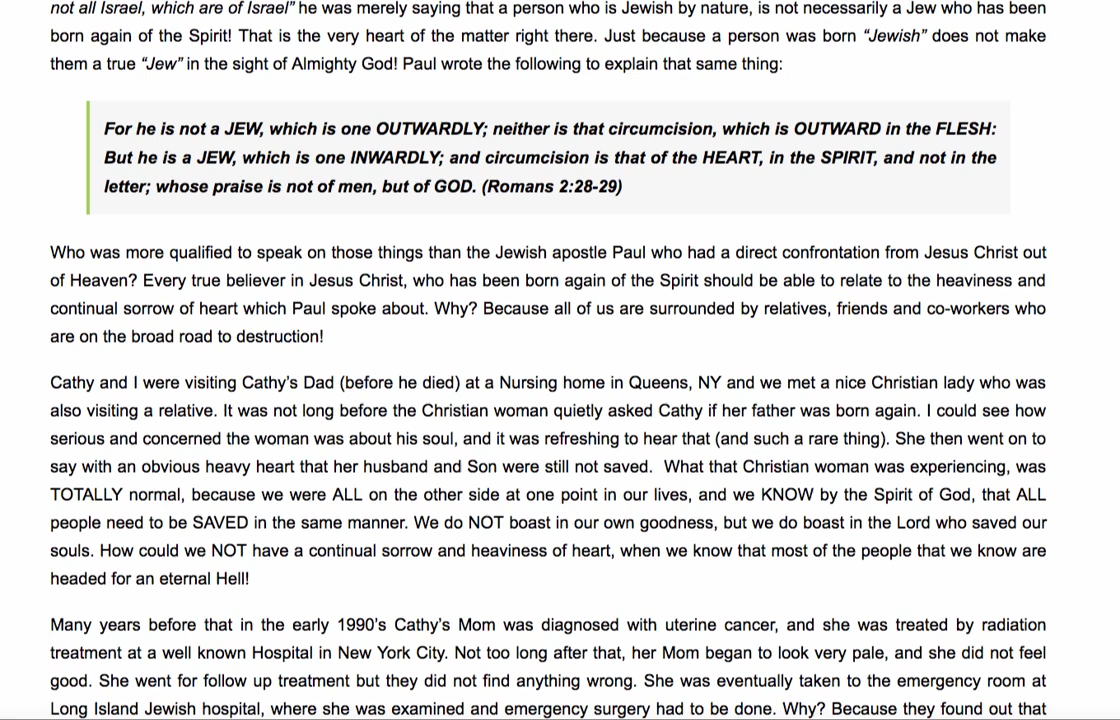 not all Israel, which are of Israel” he was merely saying that a person who is Jewish by nature, is not necessarily a Jew who has been
born again of the Spirit! That is the very heart of the matter right there. Just because a person was born “Jewish” does not make
them a true “Jew” in the sight of Almighty God! Paul wrote the following to explain that same thing:
For he is not a JEW, which is one OUTWARDLY; neither is that circumcision, which is OUTWARD in the FLESH:
But he is a JEW, which is one INWARDLY; and circumcision is that of the HEART, in the SPIRIT, and not in the
letter; whose praise is not of men, but of GOD. (Romans 2:28-29)
Who was more qualified to speak on those things than the Jewish apostle Paul who had a direct confrontation from Jesus Christ out
of Heaven? Every true believer in Jesus Christ, who has been born again of the Spirit should be able to relate to the heaviness and
continual sorrow of heart which Paul spoke about. Why? Because all of us are surrounded by relatives, friends and co-workers who
are on the broad road to destruction!
Cathy and I were visiting Cathy’s Dad (before he died) at a Nursing home in Queens, NY and we met a nice Christian lady who was
also visiting a relative. It was not long before the Christian woman quietly asked Cathy if her father was born again. I could see how
serious and concerned the woman was about his soul, and it was refreshing to hear that (and such a rare thing). She then went on to
say with an obvious heavy heart that her husband and Son were still not saved.  What that Christian woman was experiencing, was
TOTALLY normal, because we were ALL on the other side at one point in our lives, and we KNOW by the Spirit of God, that ALL
people need to be SAVED in the same manner. We do NOT boast in our own goodness, but we do boast in the Lord who saved our
souls. How could we NOT have a continual sorrow and heaviness of heart, when we know that most of the people that we know are
headed for an eternal Hell!
Many years before that in the early 1990’s Cathy’s Mom was diagnosed with uterine cancer, and she was treated by radiation
treatment at a well known Hospital in New York City. Not too long after that, her Mom began to look very pale, and she did not feel
good. She went for follow up treatment but they did not find anything wrong. She was eventually taken to the emergency room at
Long Island Jewish hospital, where she was examined and emergency surgery had to be done. Why? Because they found out that